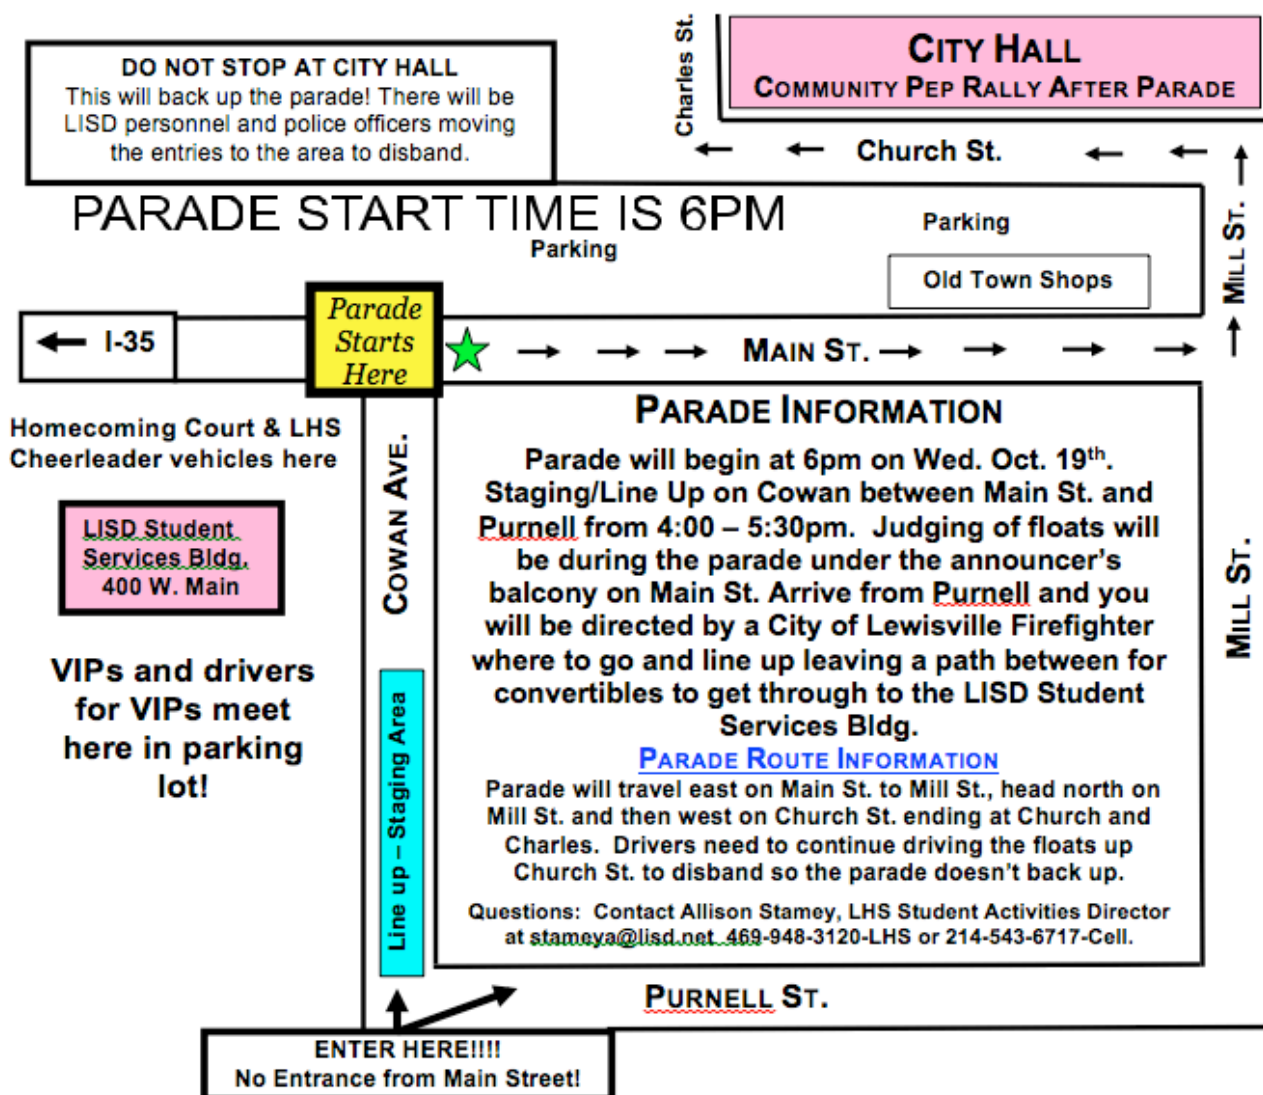 DO NOT STOP AT CITY HALL
This will back up the parade! There will be
LISD personnel and police officers moving
the entries to the area to disband.
Charles St.
CITY HALL
COMMUNITY PEP RALLY AFTER PARADE
Church St.
PARADE START TIME IS 6PM
Parking
Parking
Old Town Shops
MILL ST.
I-35
Parade
Starts
Here
MAIN ST.
Homecoming Court & LHS
Cheerleader vehicles here
LISD Student
Services Bldg.
400 W. Main
VIPs and drivers
for VIPs meet
here in parking
lot!
COWAN AVE.
Line up – Staging Area
PARADE INFORMATION
Parade will begin at 6pm on Wed. Oct. 19th.
Staging/Line Up on Cowan between Main St. and
Purnell from 4:00 – 5:30pm.  Judging of floats will
be during the parade under the announcer's
balcony on Main St. Arrive from Purnell and you
will be directed by a City of Lewisville Firefighter
where to go and line up leaving a path between for
convertibles to get through to the LISD Student
Services Bldg.
PARADE ROUTE INFORMATION
Parade will travel east on Main St. to Mill St., head north on
Mill St. and then west on Church St. ending at Church and
Charles.  Drivers need to continue driving the floats up
Church St. to disband so the parade doesn't back up.
Questions:  Contact Allison Stamey, LHS Student Activities Director
at stameya@lisd.net  469-948-3120-LHS or 214-543-6717-Cell.
MILL ST.
PURNELL ST.
ENTER HERE!!!!
No Entrance from Main Street!